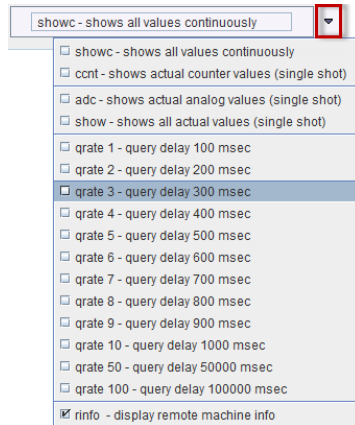 showc - shows all values continuously
showc - shows all values continuously
ccnt - shows actual counter values (single shot)
adc - shows actual analog values (single shot)
show - shows all actual values (single shot)
qrate 1 - query delay 100 msec
qrate 2 - query delay 200 msec
qrate 3 - query delay 300 msec
qrate 4 - query delay 400 msec
qrate 5 - query delay 500 msec
qrate 6 - query delay 600 msec
qrate 7 - query delay 700 msec
qrate 8 - query delay 800 msec
qrate 9 - query delay 900 msec
qrate 10 - query delay 1000 msec
qrate 50 - query delay 50000 msec
qrate 100 - query delay 100000 msec
rinfo - display remote machine info